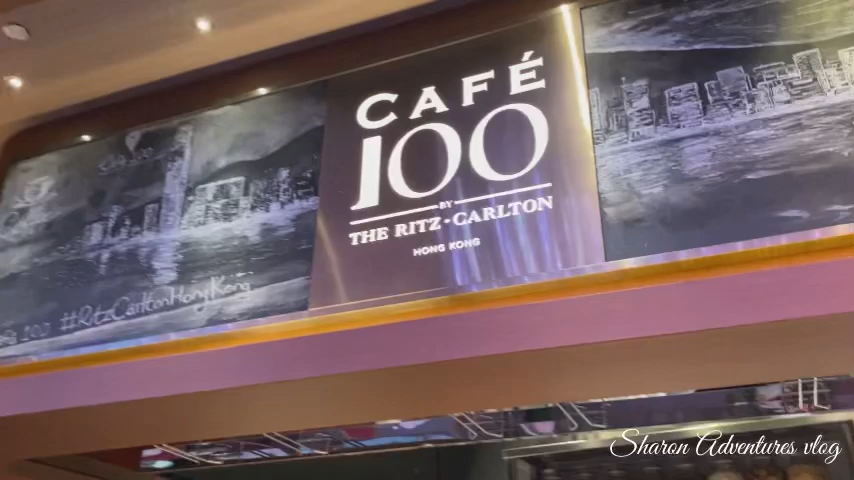 CAFÉ
100
BY
THE RITZ-CARLTON
HONG KONG
#RitzCarltonHongKong
Sharon Adventures vlog